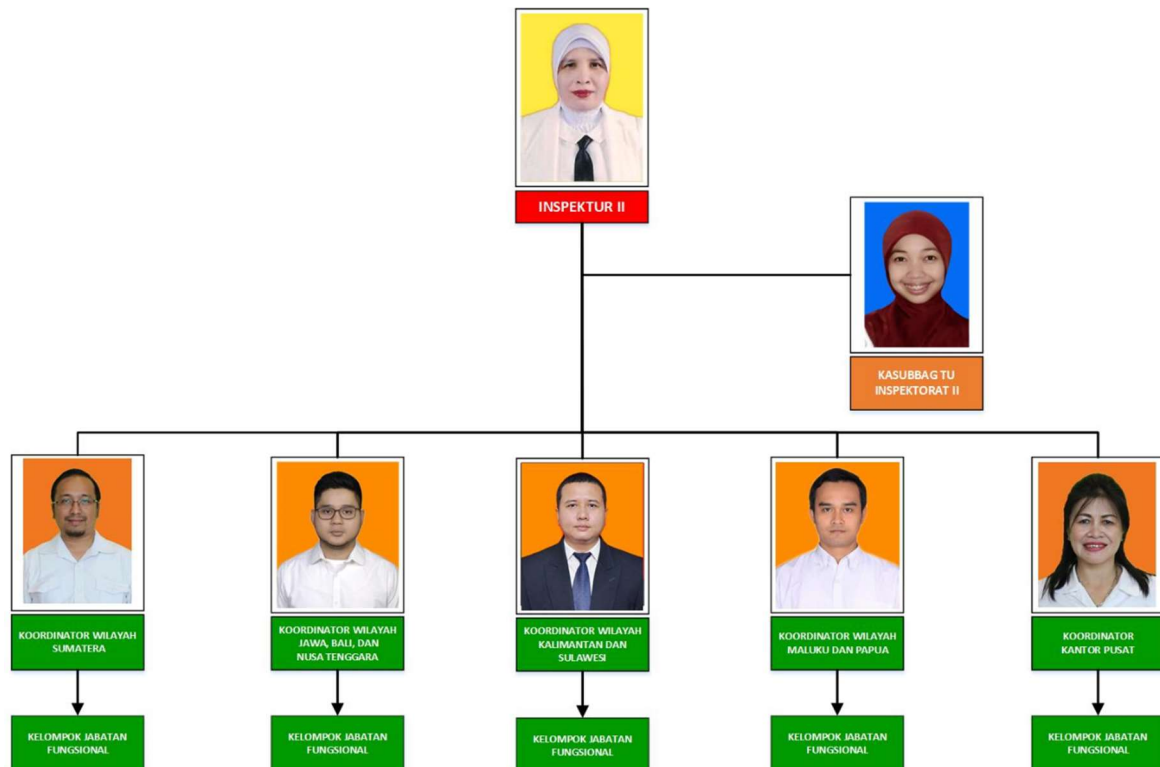 INSPEKTUR II
KASUBBAG TU
INSPEKTORAT II
KOORDINATOR WILAYAH
SUMATERA
KOORDINATOR WILAYAH
JAWA, BALI, DAN
NUSA TENGGARA
KOORDINATOR WILAYAH
KALIMANTAN DAN
SULAWESI
KOORDINATOR WILAYAH
MALUKU DAN PAPUA
KOORDINATOR
KANTOR PUSAT
KELOMPOK JABATAN
FUNGSIONAL
KELOMPOK JABATAN
FUNGSIONAL
KELOMPOK JABATAN
FUNGSIONAL
KELOMPOK JABATAN
FUNGSIONAL
KELOMPOK JABATAN
FUNGSIONAL